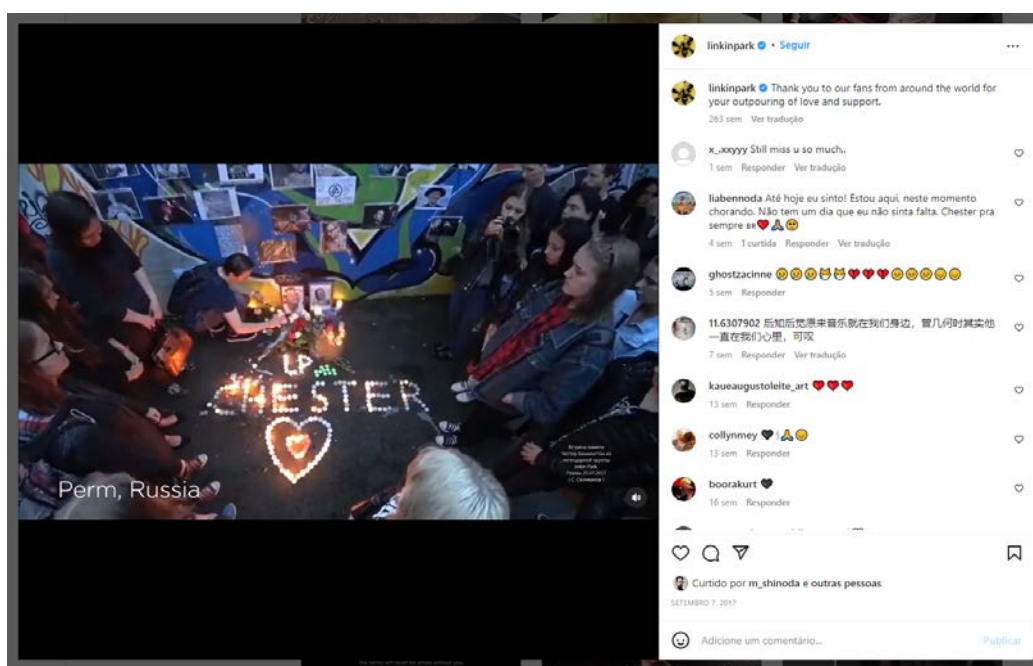 linkinpark • Seguir
linkinpark Thank you to our fans from around the world for
your outpouring of love and support.
263 sem Ver tradução
x_.xxyyy Still miss u so much..
1 sem Responder Ver tradução
liabennoda Até hoje eu sinto! Estou aqui, neste momento
chorando. Não tem um dia que eu não sinta falta. Chester pra
sempre BR❤️🙏🥺
4 sem 1 curtida Responder Ver tradução
ghostzacinne
5 sem Responder
11.6307902 后知后觉原来音乐就在我们身边，曾几何时其实他
一直在我们心里，可叹
7 sem Responder Ver tradução
kaueaugustoleite_art ❤️❤️❤️
13 sem Responder
collynmey
13 sem Responder
boorakurt 🖤
16 sem Responder
Curtido por m_shinoda e outras pessoas
SETEMBRO 7, 2017
Adicione um comentário...
Publicar
LP
CHESTER
Perm, Russia